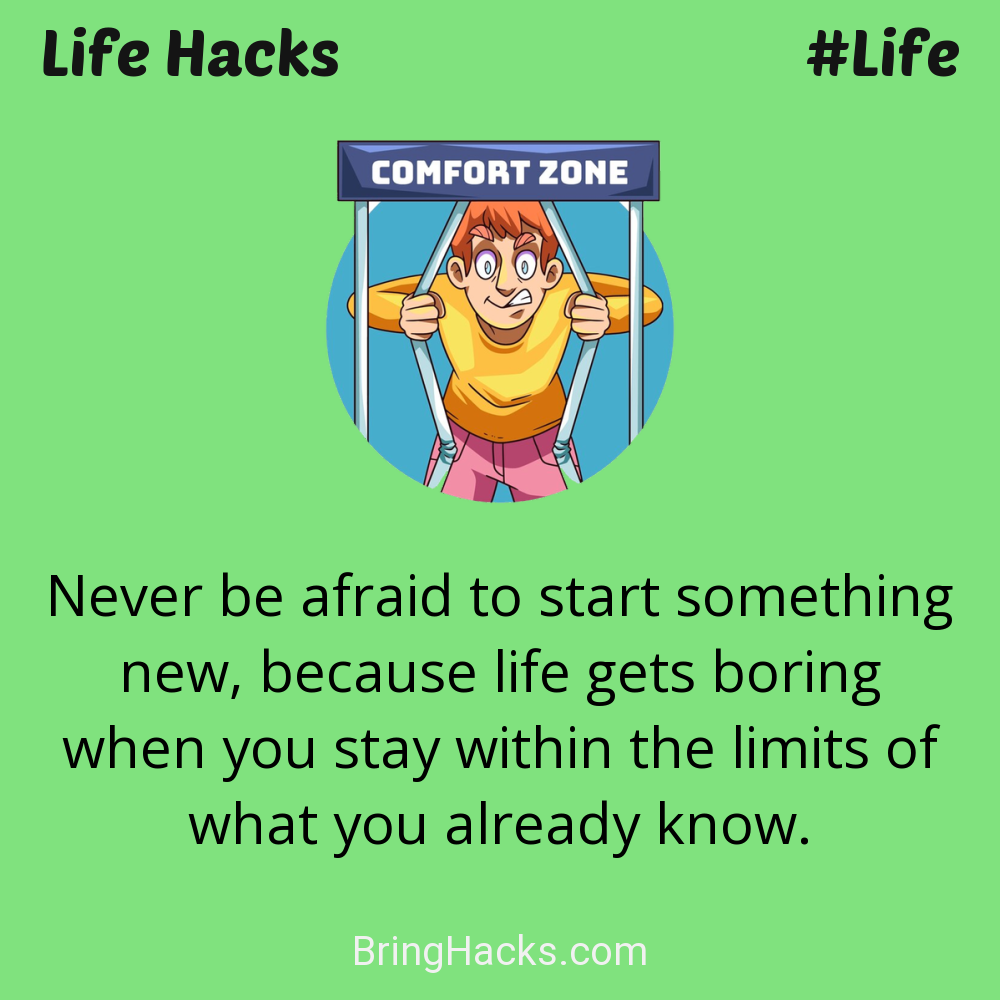 Life Hacks
#Life
COMFORT ZONE
Never be afraid to start something
new, because life gets boring
when you stay within the limits of
what you already know.
BringHacks.com